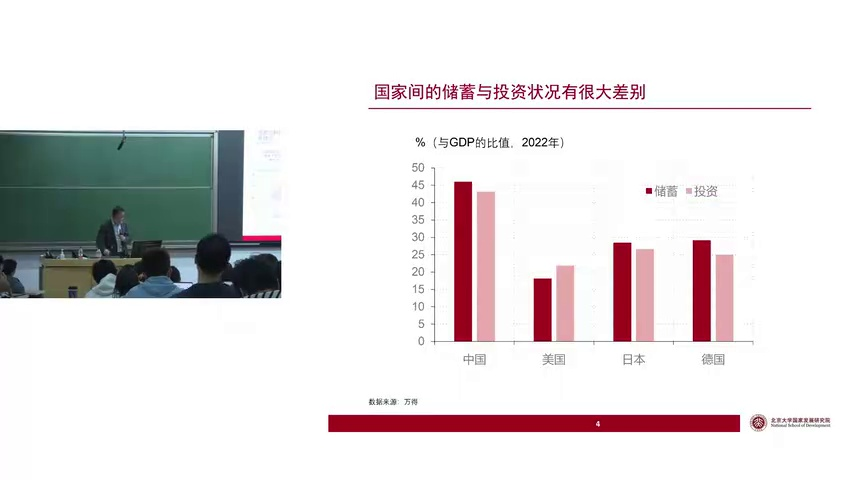 国家间的储蓄与投资状况有很大差别
%（与GDP的比值，2022年）
50
45
40
35
30
25
20
15
10
5
0
储蓄 投资
中国 美国 日本 德国
数据来源：万得
4
北京大学国家发展研究院
National School of Development